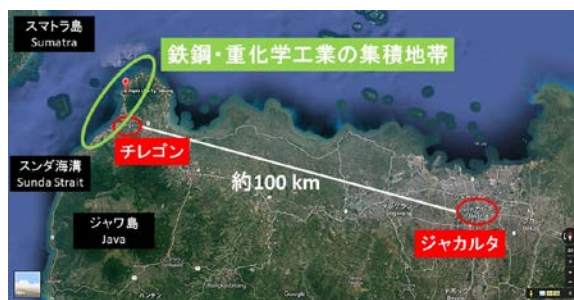 スマトラ島
Sumatra
鉄鋼・重化学工業の集積地帯
チレゴン
スンダ海溝
Sunda Strait
約100 km
ジャワ島
Java
ジャカルタ
Google